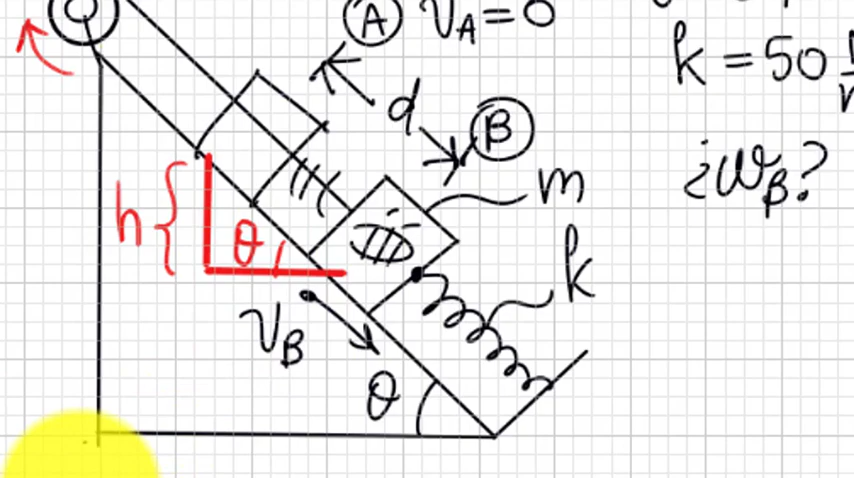 Ⓐ V_A = 0
k = 50
d
Ⓑ
m
¿ω_B?
h
θ
k
V_B
θ